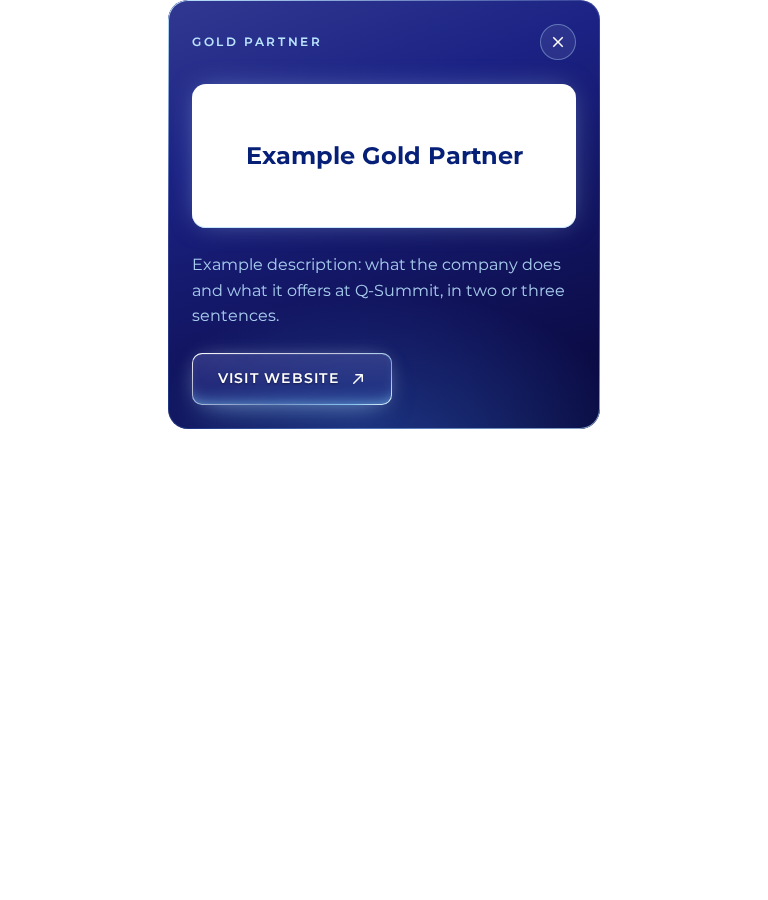 GOLD PARTNER
Example Gold Partner
Example description: what the company does
and what it offers at Q-Summit, in two or three
sentences.
VISIT WEBSITE